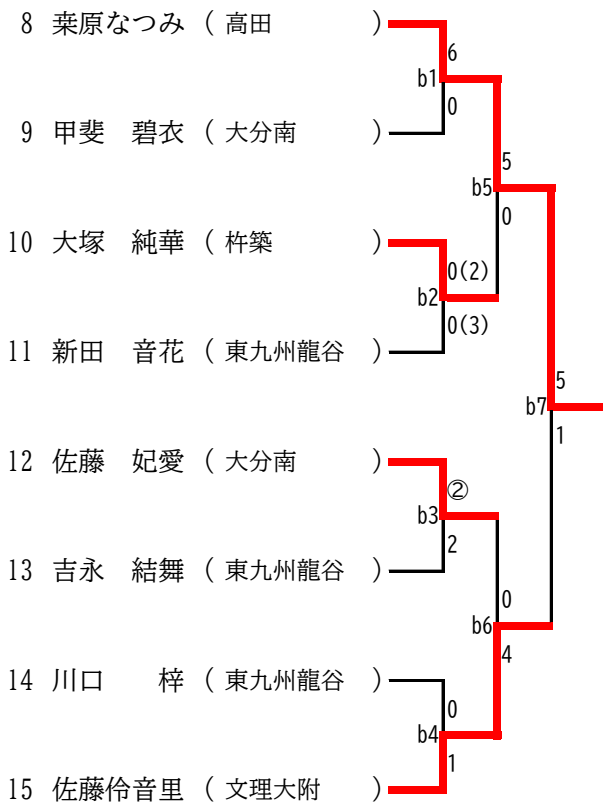 8 桒原なつみ （ 高田 ）
6
b1
0
9 甲斐 碧衣 （ 大分南 ）
5
b5
0
10 大塚 純華 （ 杵築 ）
0(2)
b2
0(3)
11 新田 音花 （ 東九州龍谷 ）
5
b7
1
12 佐藤 妃愛 （ 大分南 ）
②
b3
2
13 吉永 結舞 （ 東九州龍谷 ）
0
b6
4
14 川口 梓 （ 東九州龍谷 ）
0
b4
1
15 佐藤伶音里 （ 文理大附 ）